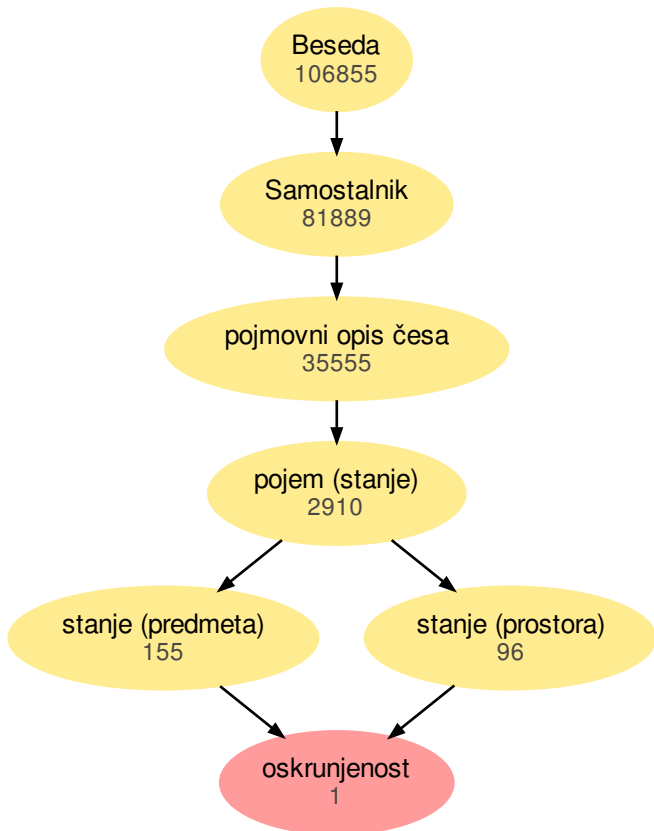 Beseda
106855
Samostalnik
81889
pojmovni opis česa
35555
pojem (stanje)
2910
stanje (predmeta)
155
stanje (prostora)
96
oskrunjenost
1